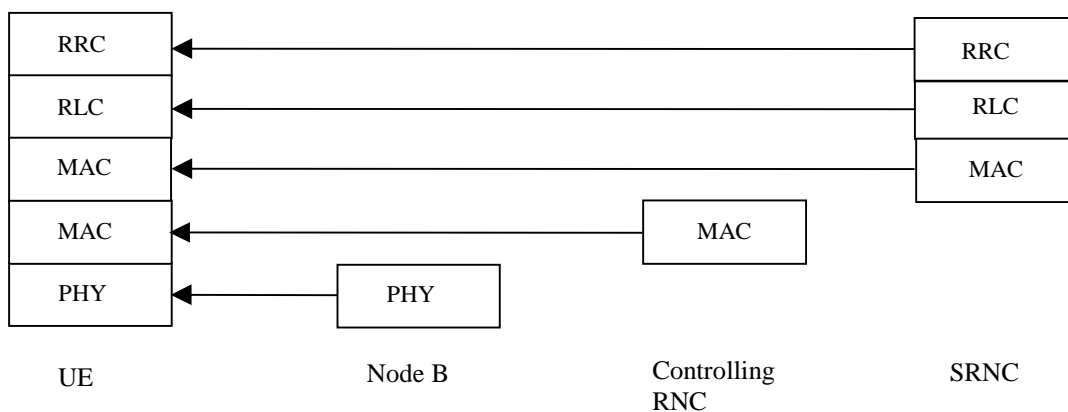 RRC RRC
RLC RLC
MAC MAC
MAC MAC
PHY PHY
UE Node B Controlling SRNC
RNC